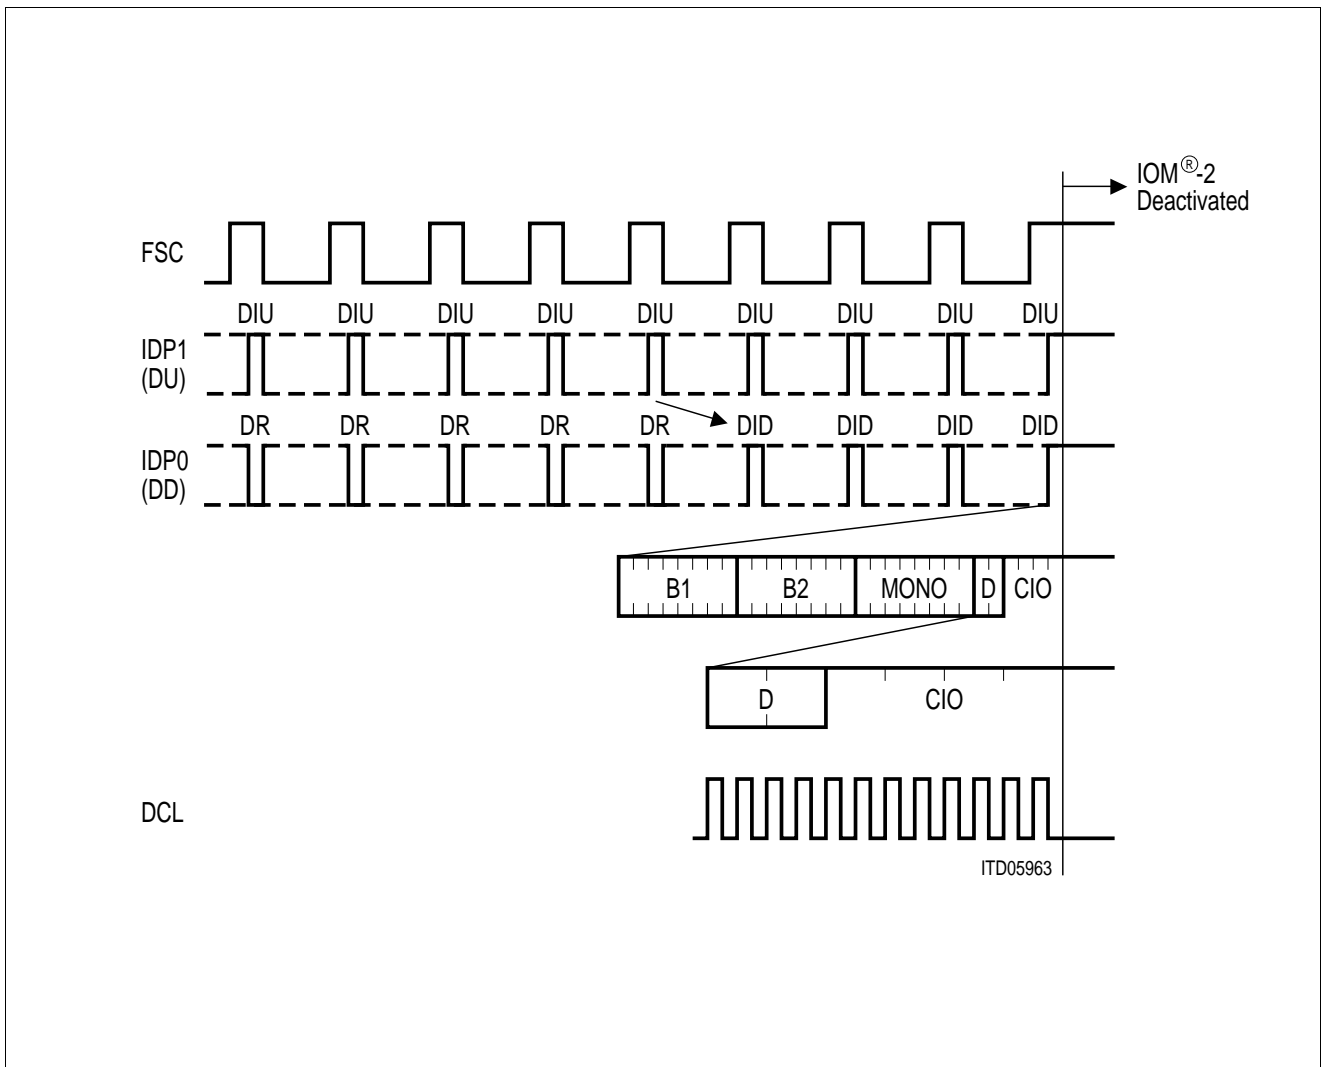 IOM®-2
Deactivated
FSC
DIU DIU DIU DIU DIU DIU DIU DIU DIU
IDP1
(DU)
DR DR DR DR DR DID DID DID DID
IDP0
(DD)
B1 B2 MONO D CIO
D CIO
DCL
ITD05963